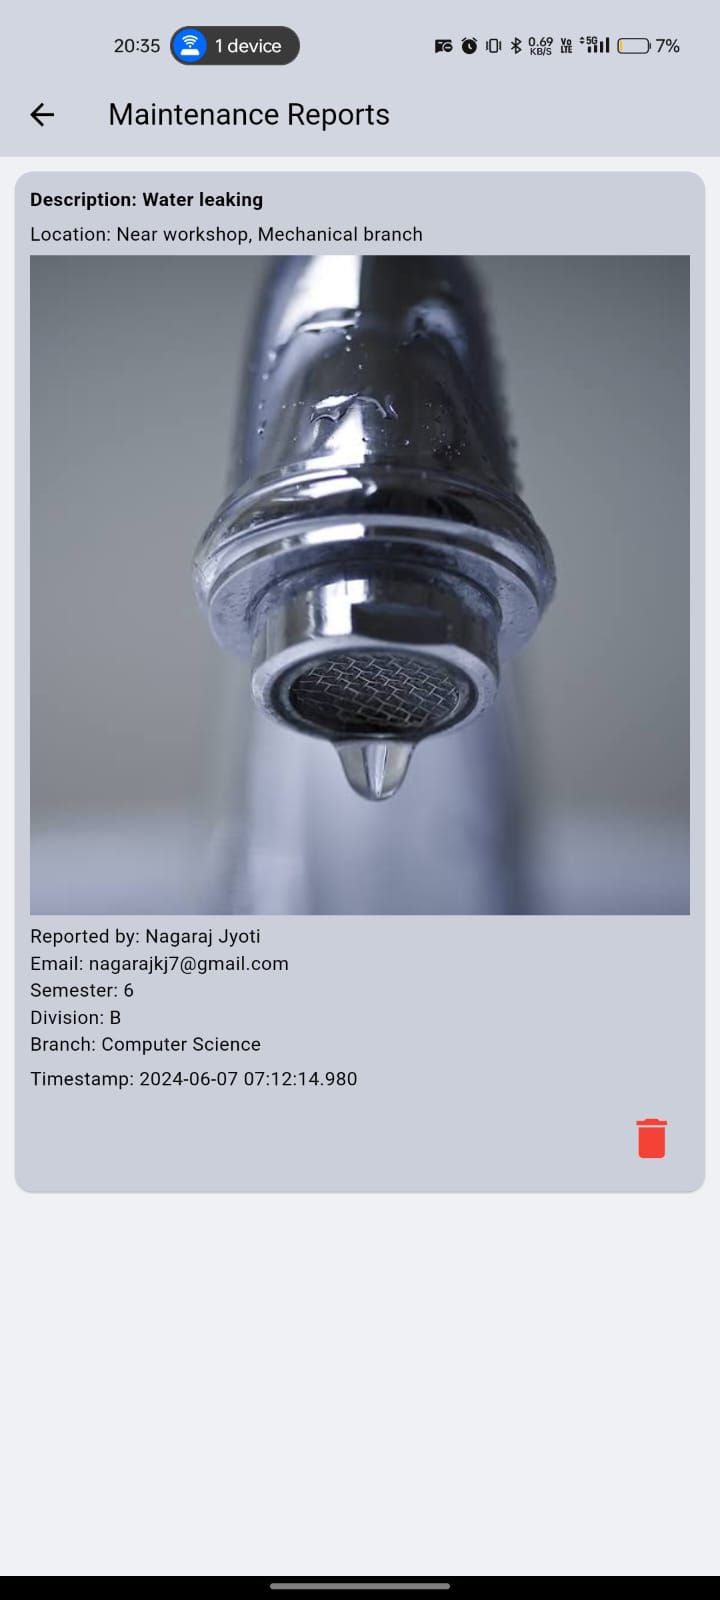 20:35 1 device 0.69 KB/S Vo LTE 5G 7%
Maintenance Reports
Description: Water leaking
Location: Near workshop, Mechanical branch
Reported by: Nagaraj Jyoti
Email: nagarajkj7@gmail.com
Semester: 6
Division: B
Branch: Computer Science
Timestamp: 2024-06-07 07:12:14.980